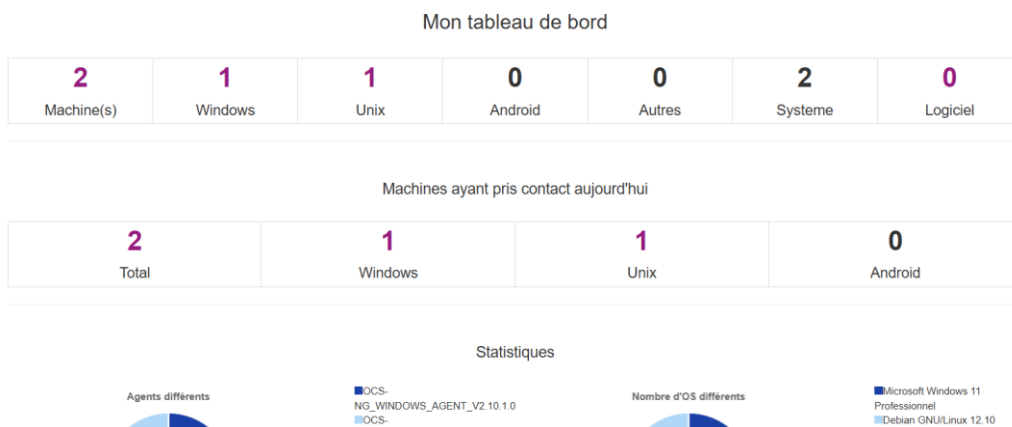 Mon tableau de bord
2 1 1 0 0 2 0
Machine(s) Windows Unix Android Autres Systeme Logiciel
Machines ayant pris contact aujourd'hui
2 1 1 0
Total Windows Unix Android
Statistiques
Agents différents
OCS-
NG_WINDOWS_AGENT_V2.10.1.0
OCS-
Nombre d'OS différents
Microsoft Windows 11
Professionnel
Debian GNU/Linux 12.10